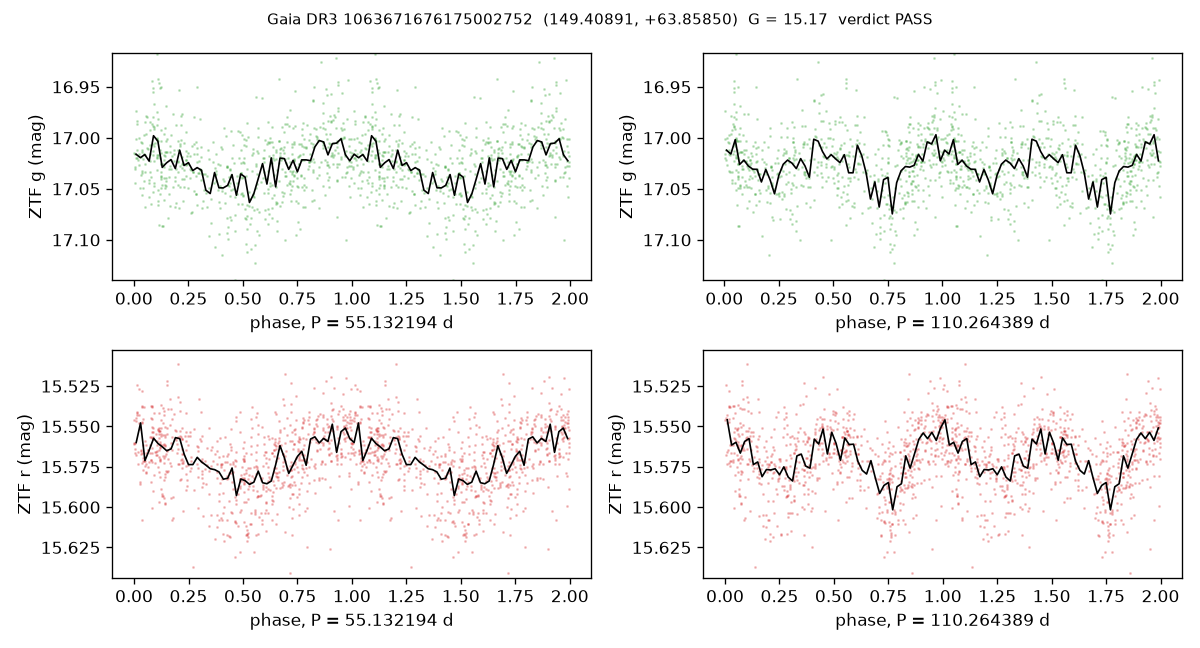 Gaia DR3 1063671676175002752 (149.40891, +63.85850) G = 15.17 verdict PASS
ZTF g (mag)
16.95
17.00
17.05
17.10
0.00 0.25 0.50 0.75 1.00 1.25 1.50 1.75 2.00
phase, P = 55.132194 d
ZTF g (mag)
16.95
17.00
17.05
17.10
0.00 0.25 0.50 0.75 1.00 1.25 1.50 1.75 2.00
phase, P = 110.264389 d
ZTF r (mag)
15.525
15.550
15.575
15.600
15.625
0.00 0.25 0.50 0.75 1.00 1.25 1.50 1.75 2.00
phase, P = 55.132194 d
ZTF r (mag)
15.525
15.550
15.575
15.600
15.625
0.00 0.25 0.50 0.75 1.00 1.25 1.50 1.75 2.00
phase, P = 110.264389 d